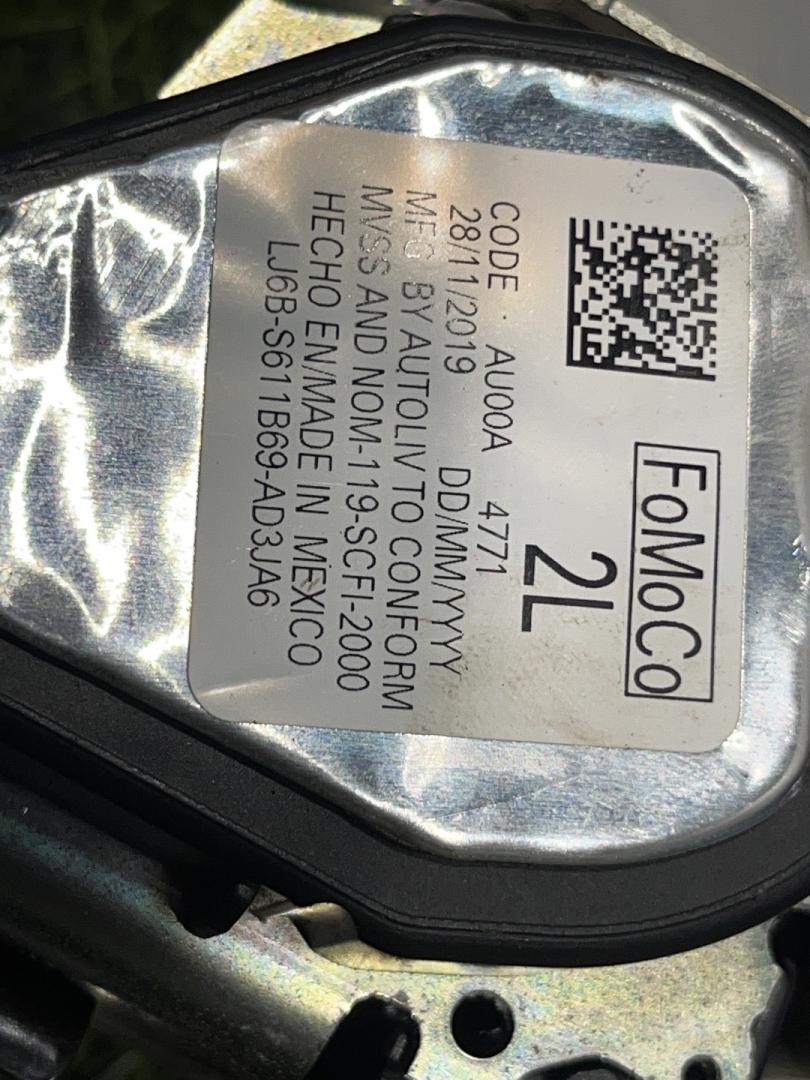 FoMoCo
2L
CODE · AU00A 4771
28/11/2019 DD/MM/YYYY
MFG BY AUTOLIV TO CONFORM
MVSS AND NOM-119-SCFI-2000
HECHO EN/MADE IN MEXICO
LJ6B-S611B69-AD3JA6